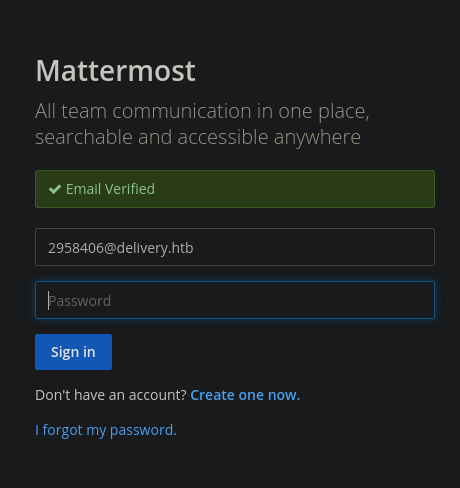 Mattermost
All team communication in one place,
searchable and accessible anywhere
Email Verified
2958406@delivery.htb
Password
Sign in
Don't have an account? Create one now.
I forgot my password.